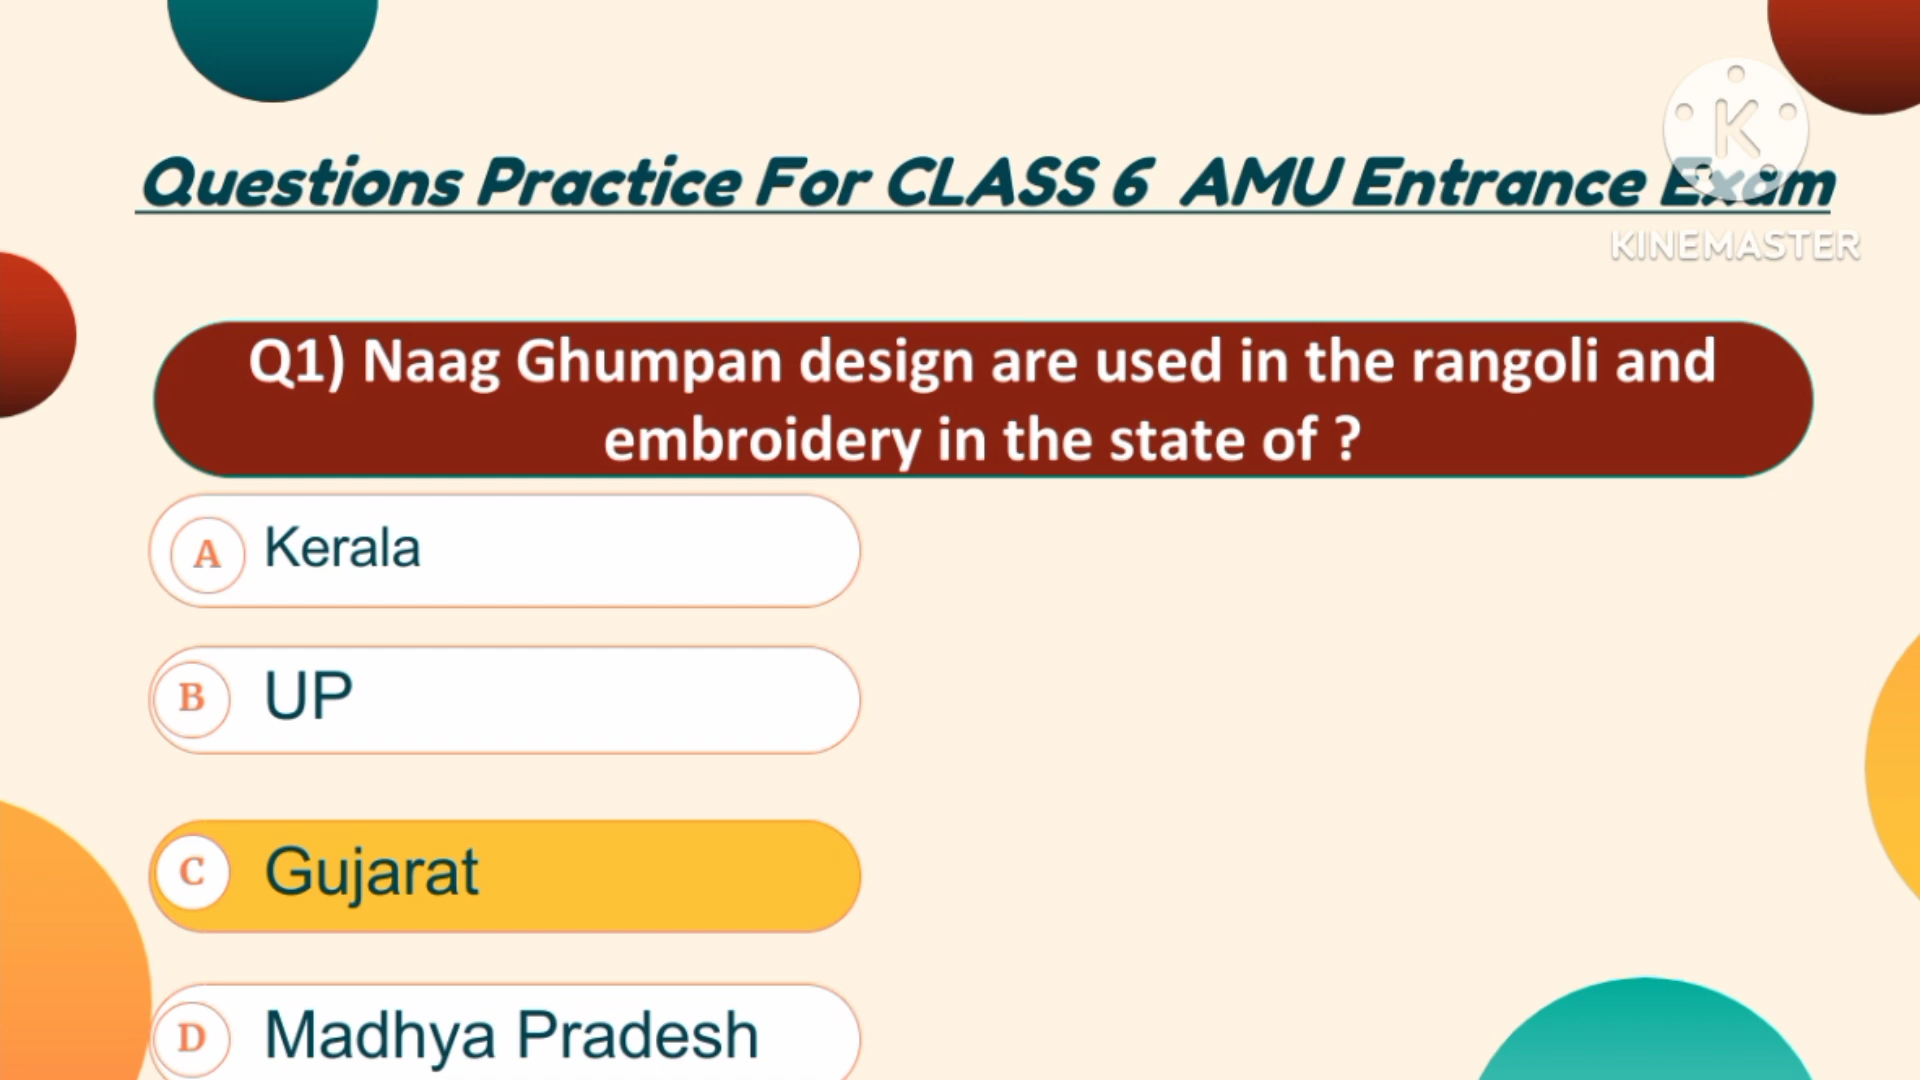 Questions Practice For CLASS 6 AMU Entrance Exam
K
KINEMASTER
Q1) Naag Ghumpan design are used in the rangoli and
embroidery in the state of ?
A Kerala
B UP
C Gujarat
D Madhya Pradesh